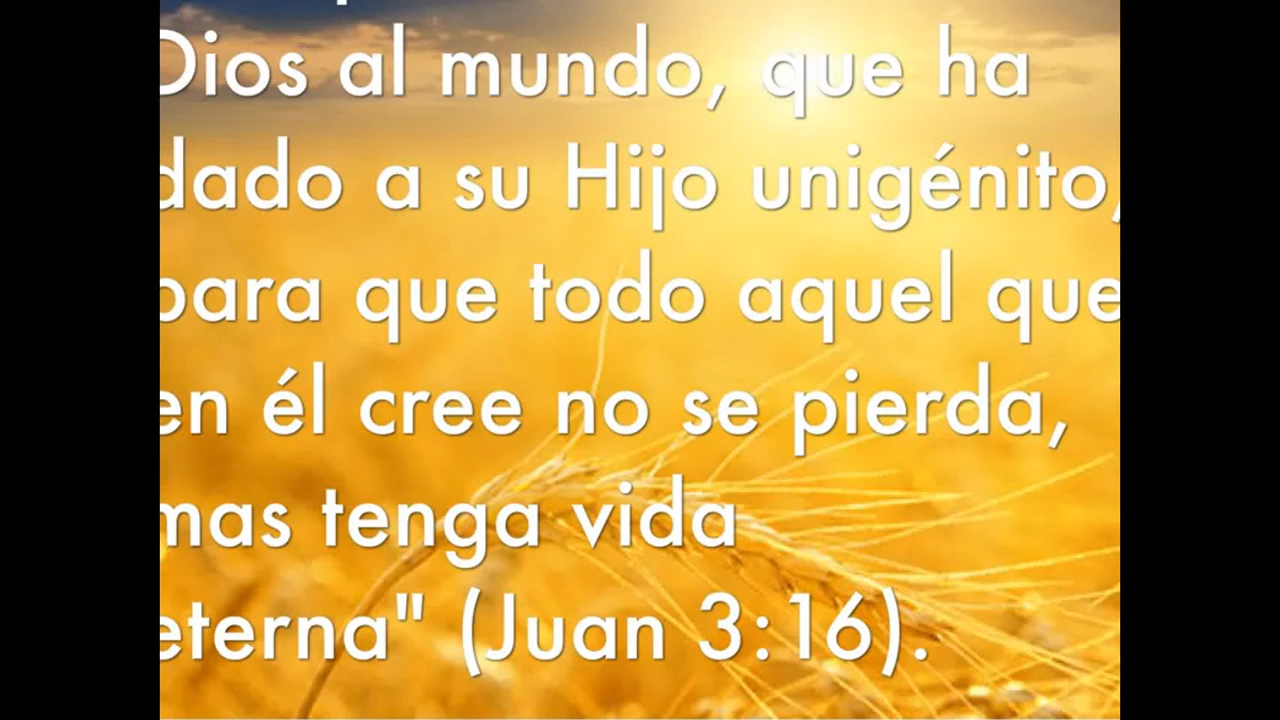 Dios al mundo, que ha
dado a su Hijo unigénito,
para que todo aquel que
en él cree no se pierda,
mas tenga vida
eterna" (Juan 3:16).